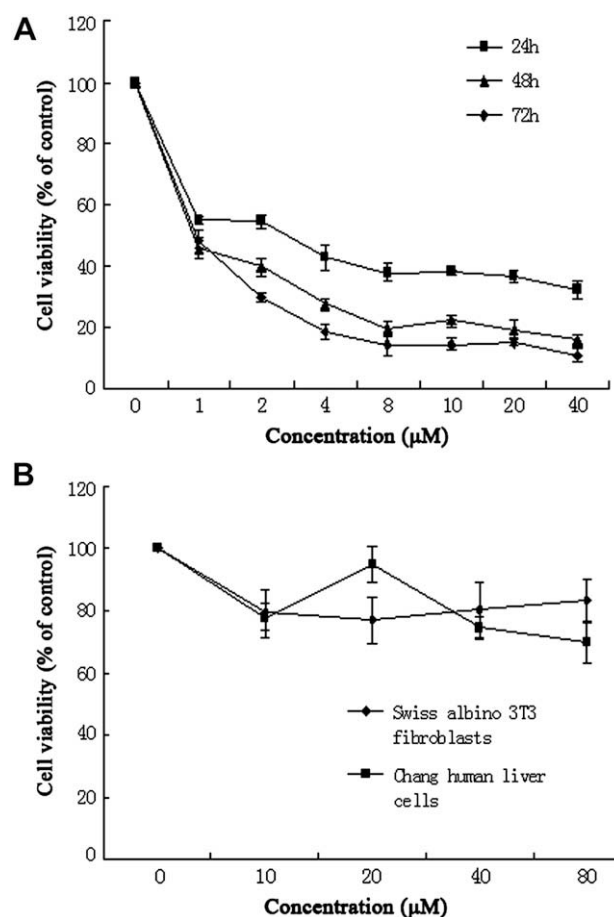 A
Cell viability (% of control)
120
100
80
60
40
20
0
24h
48h
72h
0 1 2 4 8 10 20 40
Concentration (μM)
B
Cell viability (% of control)
120
100
80
60
40
20
0
Swiss albino 3T3
fibroblasts
Chang human liver
cells
0 10 20 40 80
Concentration (μM)